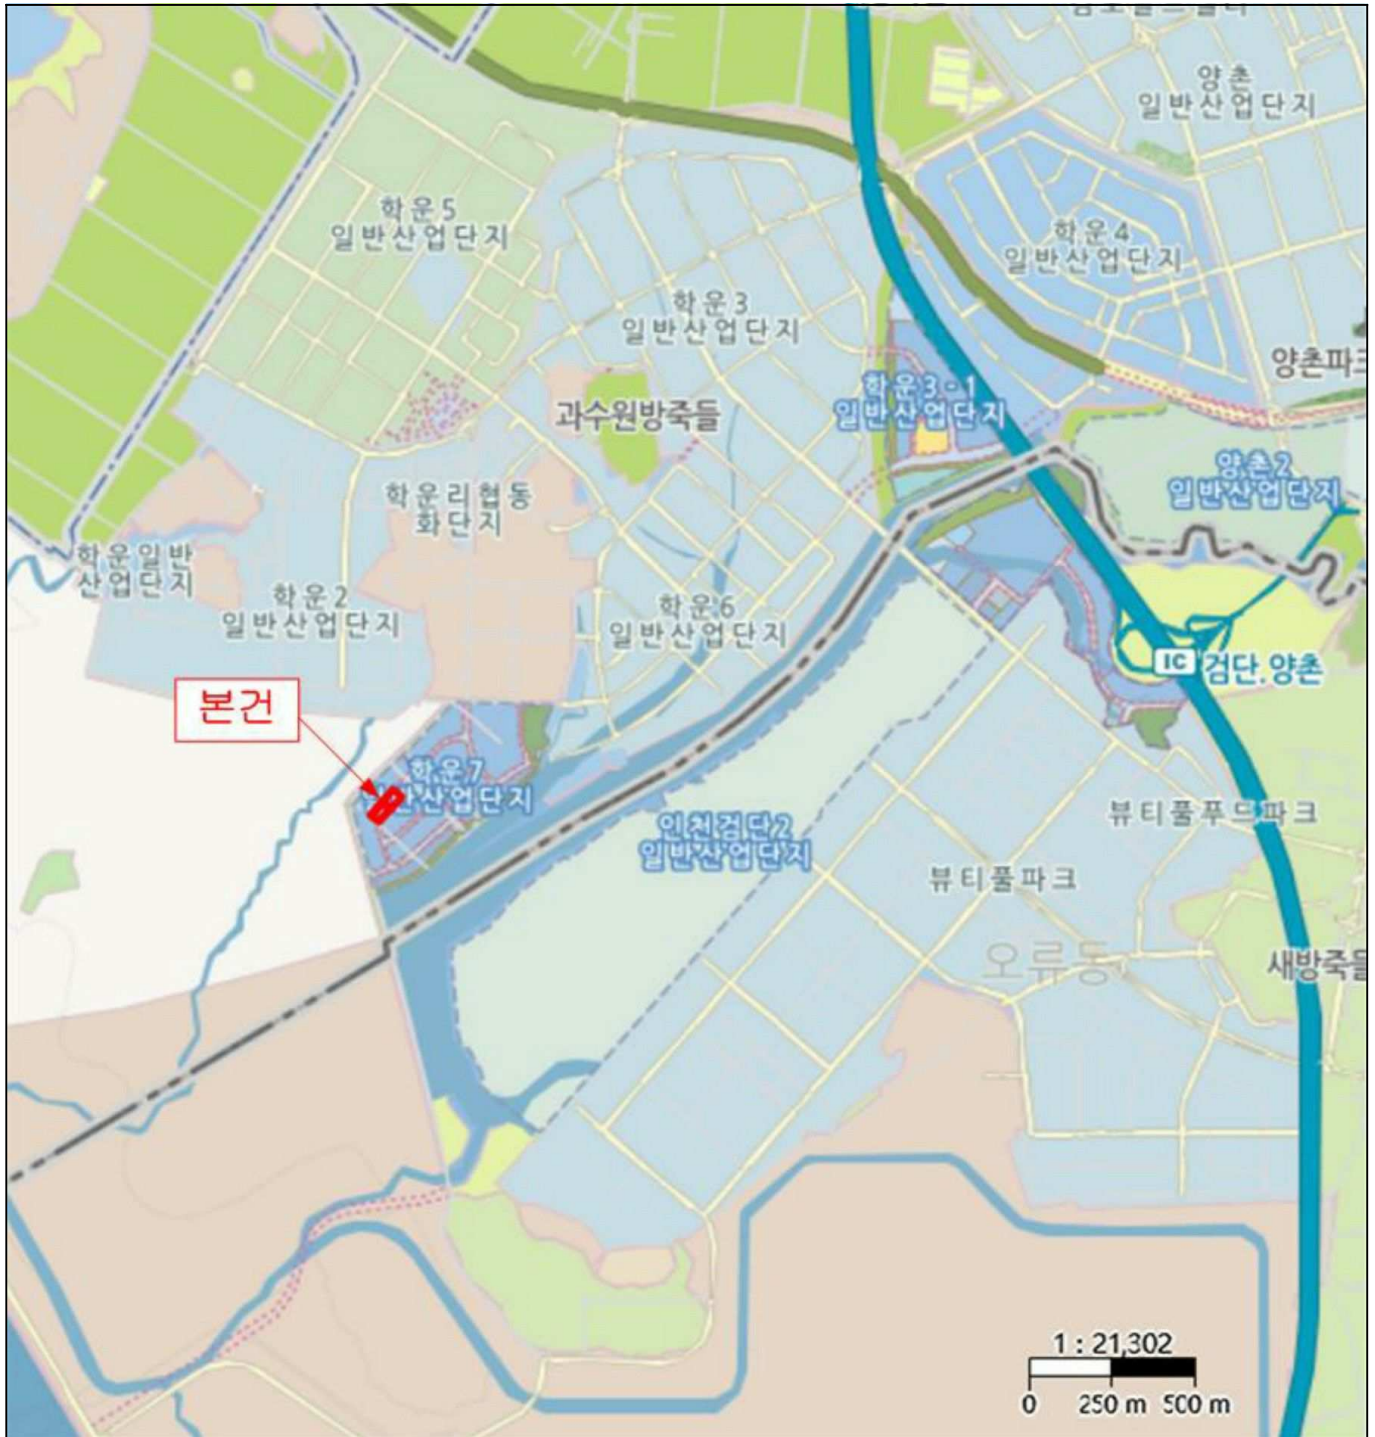 양촌
일반산업단지
학운5
일반산업단지
학운4
일반산업단지
학운3
일반산업단지
양촌파크
학운3-1
일반산업단지
과수원방죽들
양촌2
일반산업단지
학운리협동
화단지
학운일반
산업단지
학운2
일반산업단지
학운6
일반산업단지
IC 검단.양촌
본건
학운7
일반산업단지
인천검단2
일반산업단지
뷰티풀푸드파크
뷰티풀파크
오류동
새방죽들
1 : 21,302
0 250 m 500 m